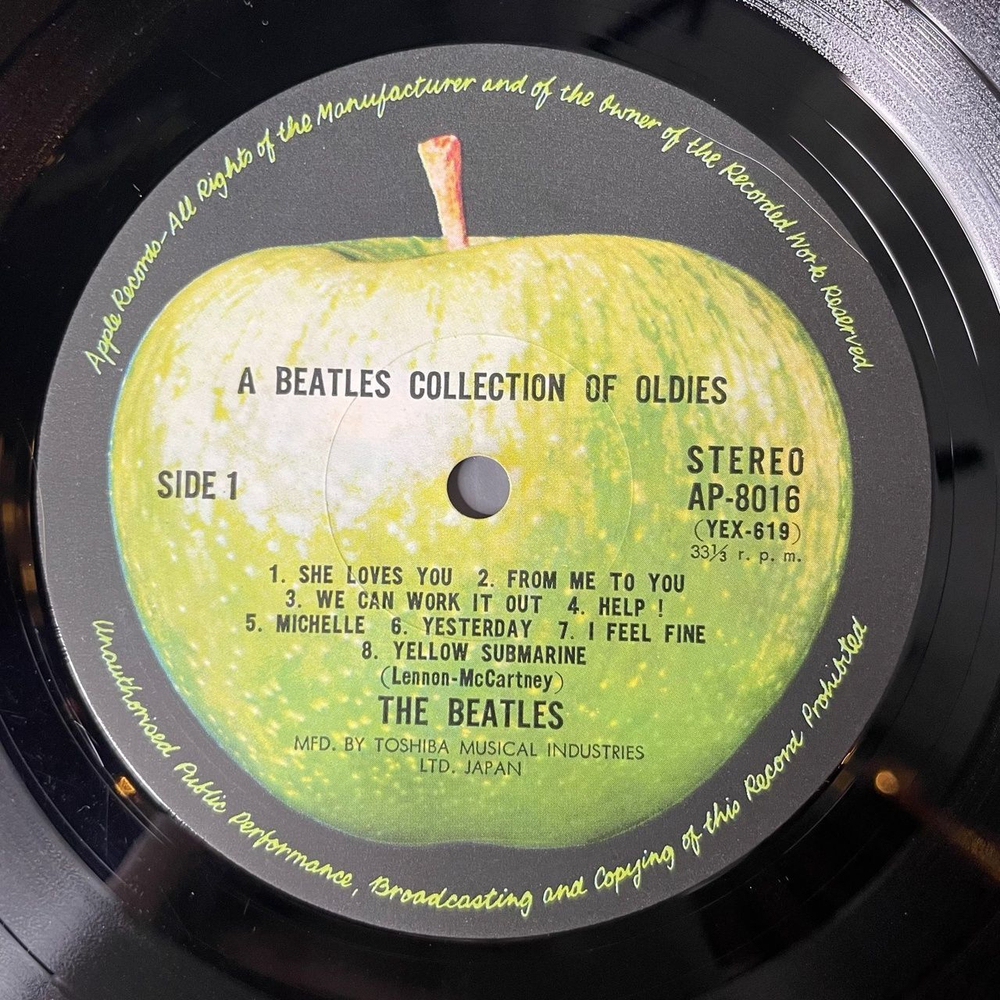 Apple Records-All Rights of the Manufacturer and of the Owner of the Recorded Work Reserved
A BEATLES COLLECTION OF OLDIES
SIDE 1
STEREO
AP-8016
(YEX-619)
33⅓ r. p. m.
1. SHE LOVES YOU 2. FROM ME TO YOU
3. WE CAN WORK IT OUT 4. HELP !
5. MICHELLE 6. YESTERDAY 7. I FEEL FINE
8. YELLOW SUBMARINE
(Lennon-McCartney)
THE BEATLES
MFD. BY TOSHIBA MUSICAL INDUSTRIES
LTD. JAPAN
Unauthorised Public Performance, Broadcasting and Copying of this Record Prohibited